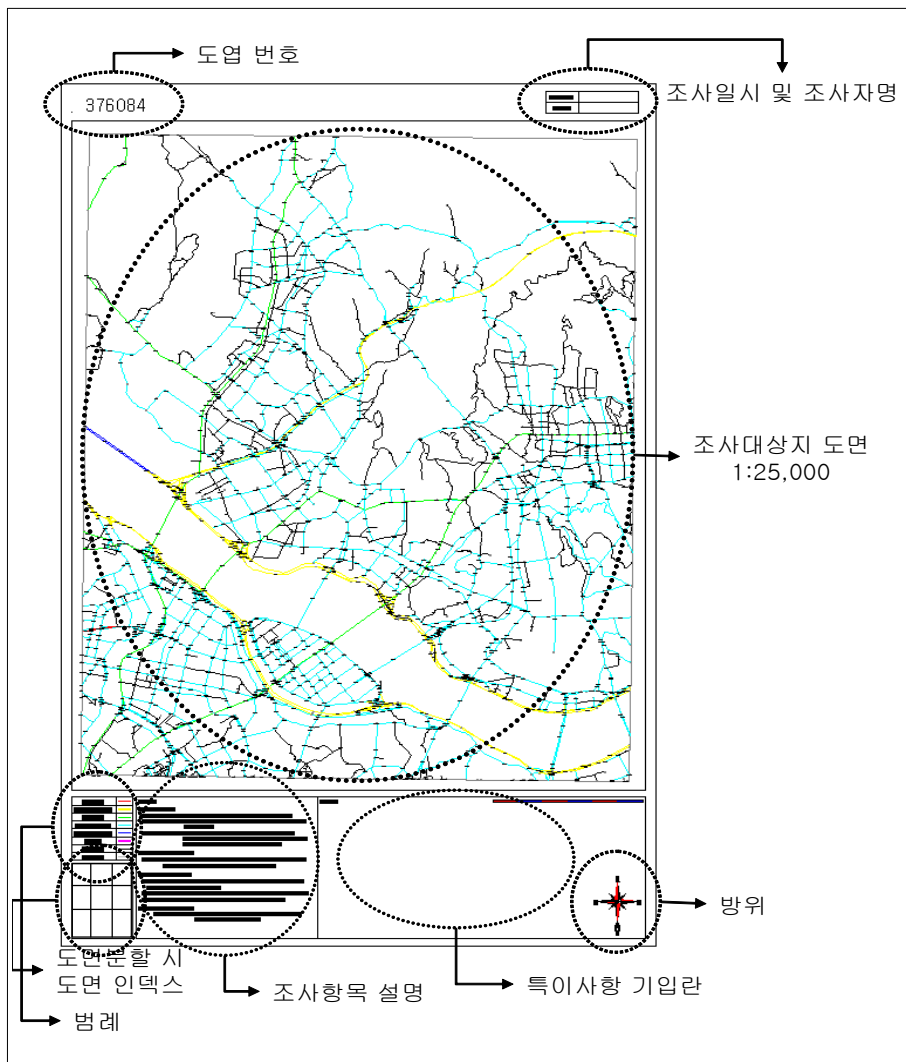 도엽 번호
376084
조사일시 및 조사자명
조사대상지 도면
1:25,000
방위
도면분할 시
도면 인덱스
조사항목 설명
특이사항 기입란
범례